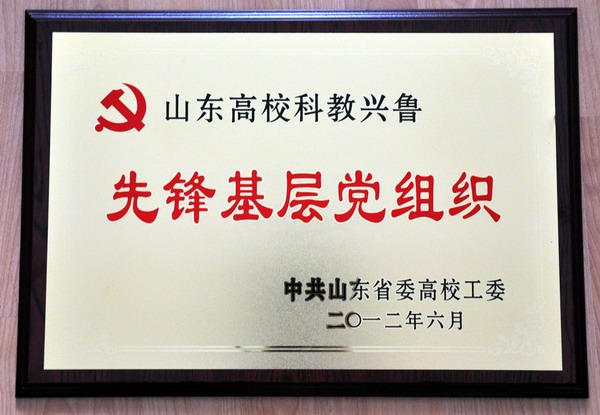 山东高校科教兴鲁
先锋基层党组织
中共山东省委高校工委
二〇一二年六月